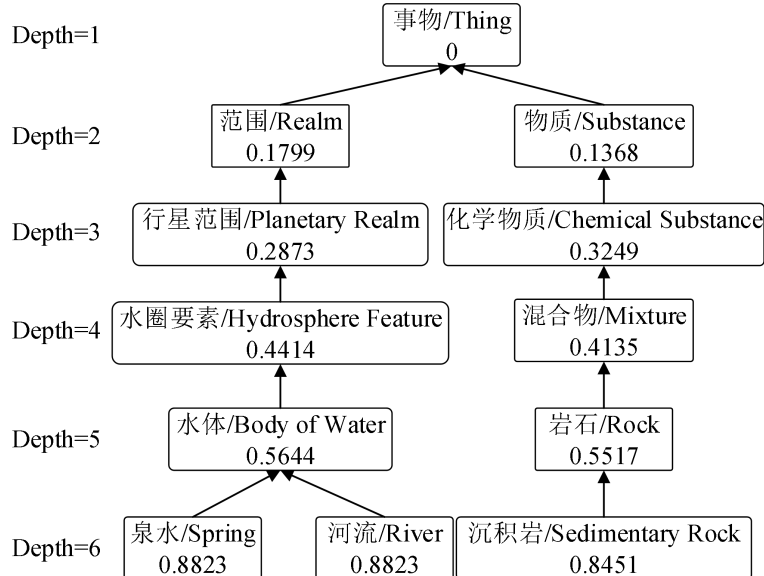 Depth=1
事物/Thing
0
Depth=2
范围/Realm
0.1799
物质/Substance
0.1368
Depth=3
行星范围/Planetary Realm
0.2873
化学物质/Chemical Substance
0.3249
Depth=4
水圈要素/Hydrosphere Feature
0.4414
混合物/Mixture
0.4135
Depth=5
水体/Body of Water
0.5644
岩石/Rock
0.5517
Depth=6
泉水/Spring
0.8823
河流/River
0.8823
沉积岩/Sedimentary Rock
0.8451